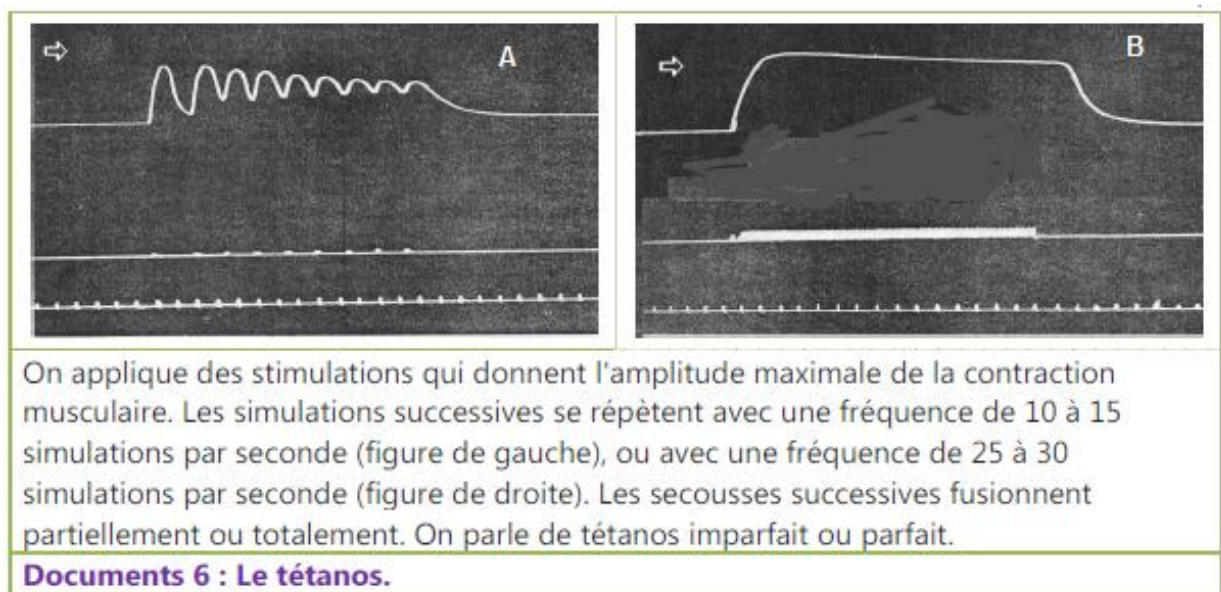 A
B
On applique des stimulations qui donnent l'amplitude maximale de la contraction
musculaire. Les simulations successives se répètent avec une fréquence de 10 à 15
simulations par seconde (figure de gauche), ou avec une fréquence de 25 à 30
simulations par seconde (figure de droite). Les secousses successives fusionnent
partiellement ou totalement. On parle de tétanos imparfait ou parfait.
Documents 6 : Le tétanos.